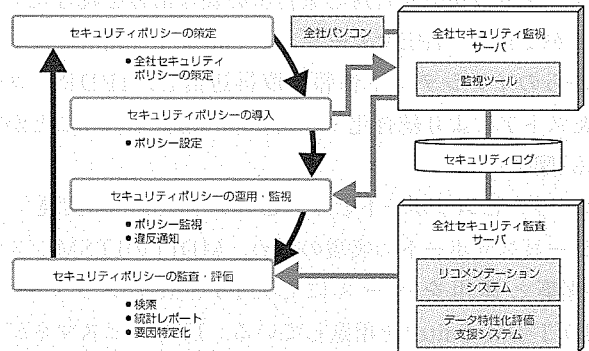 セキュリティポリシーの策定
● 全社セキュリティ
ポリシーの策定
セキュリティポリシーの導入
● ポリシー設定
セキュリティポリシーの運用・監視
● ポリシー監視
● 違反通知
セキュリティポリシーの監査・評価
● 検索
● 統計レポート
● 要因特定化
全社パソコン
全社セキュリティ監視
サーバ
監視ツール
セキュリティログ
全社セキュリティ監査
サーバ
リコメンデーション
システム
データ特性化評価
支援システム